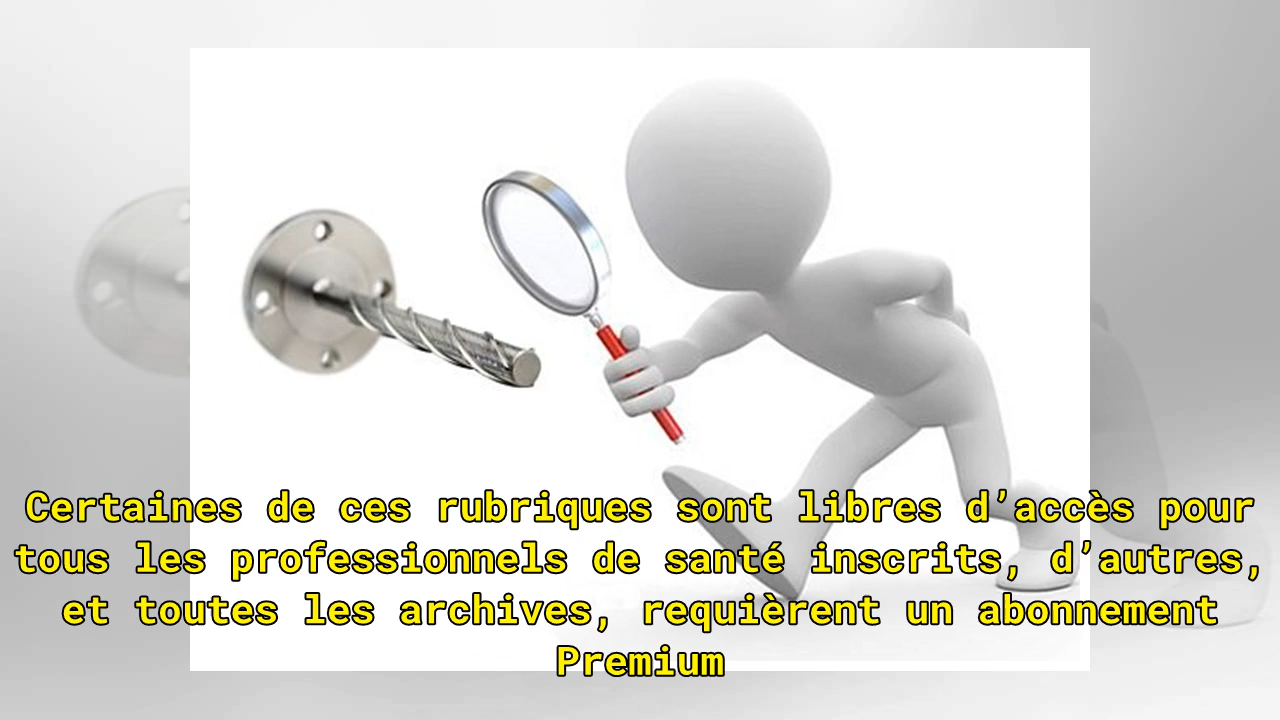 Certaines de ces rubriques sont libres d’accès pour
tous les professionnels de santé inscrits, d’autres,
et toutes les archives, requièrent un abonnement
Premium